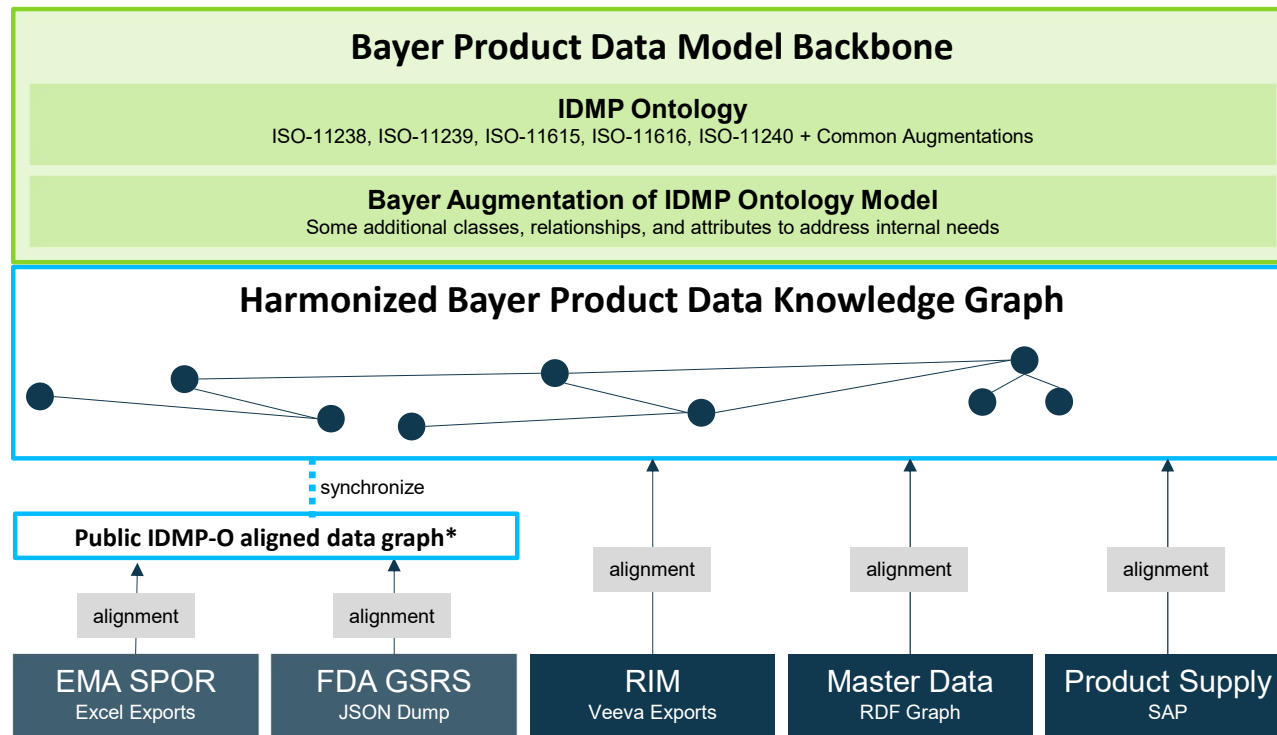 Bayer Product Data Model Backbone
IDMP Ontology
ISO-11238, ISO-11239, ISO-11615, ISO-11616, ISO-11240 + Common Augmentations
Bayer Augmentation of IDMP Ontology Model
Some additional classes, relationships, and attributes to address internal needs
Harmonized Bayer Product Data Knowledge Graph
synchronize
Public IDMP-O aligned data graph*
alignment
alignment
alignment
alignment
alignment
EMA SPOR
Excel Exports
FDA GSRS
JSON Dump
RIM
Veeva Exports
Master Data
RDF Graph
Product Supply
SAP